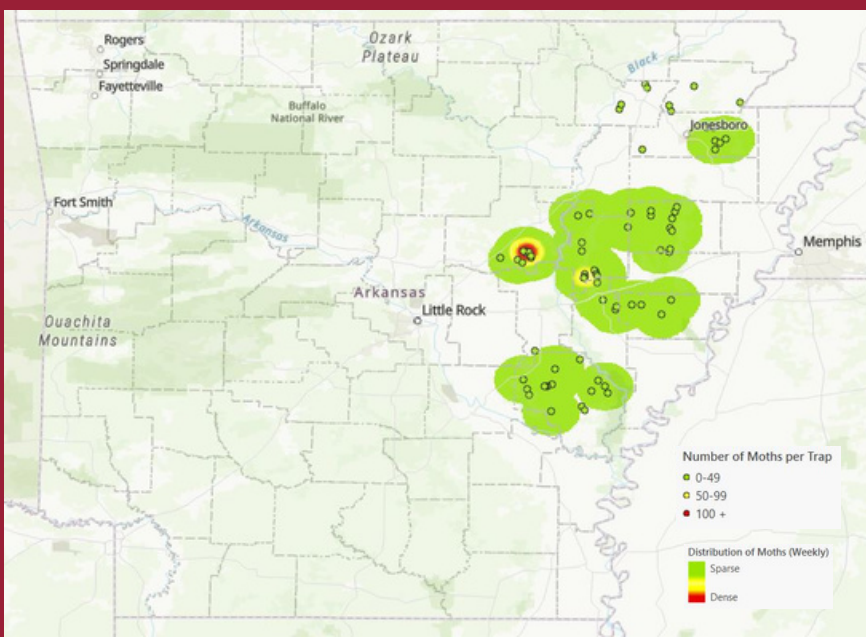 Rogers
Springdale
Fayetteville
Ozark
Plateau
Buffalo
National River
Black
Jonesboro
Fort Smith
Arkansas
Memphis
Arkansas
Little Rock
Ouachita
Mountains
Number of Moths per Trap
0-49
50-99
100 +
Distribution of Moths (Weekly)
Sparse
Dense